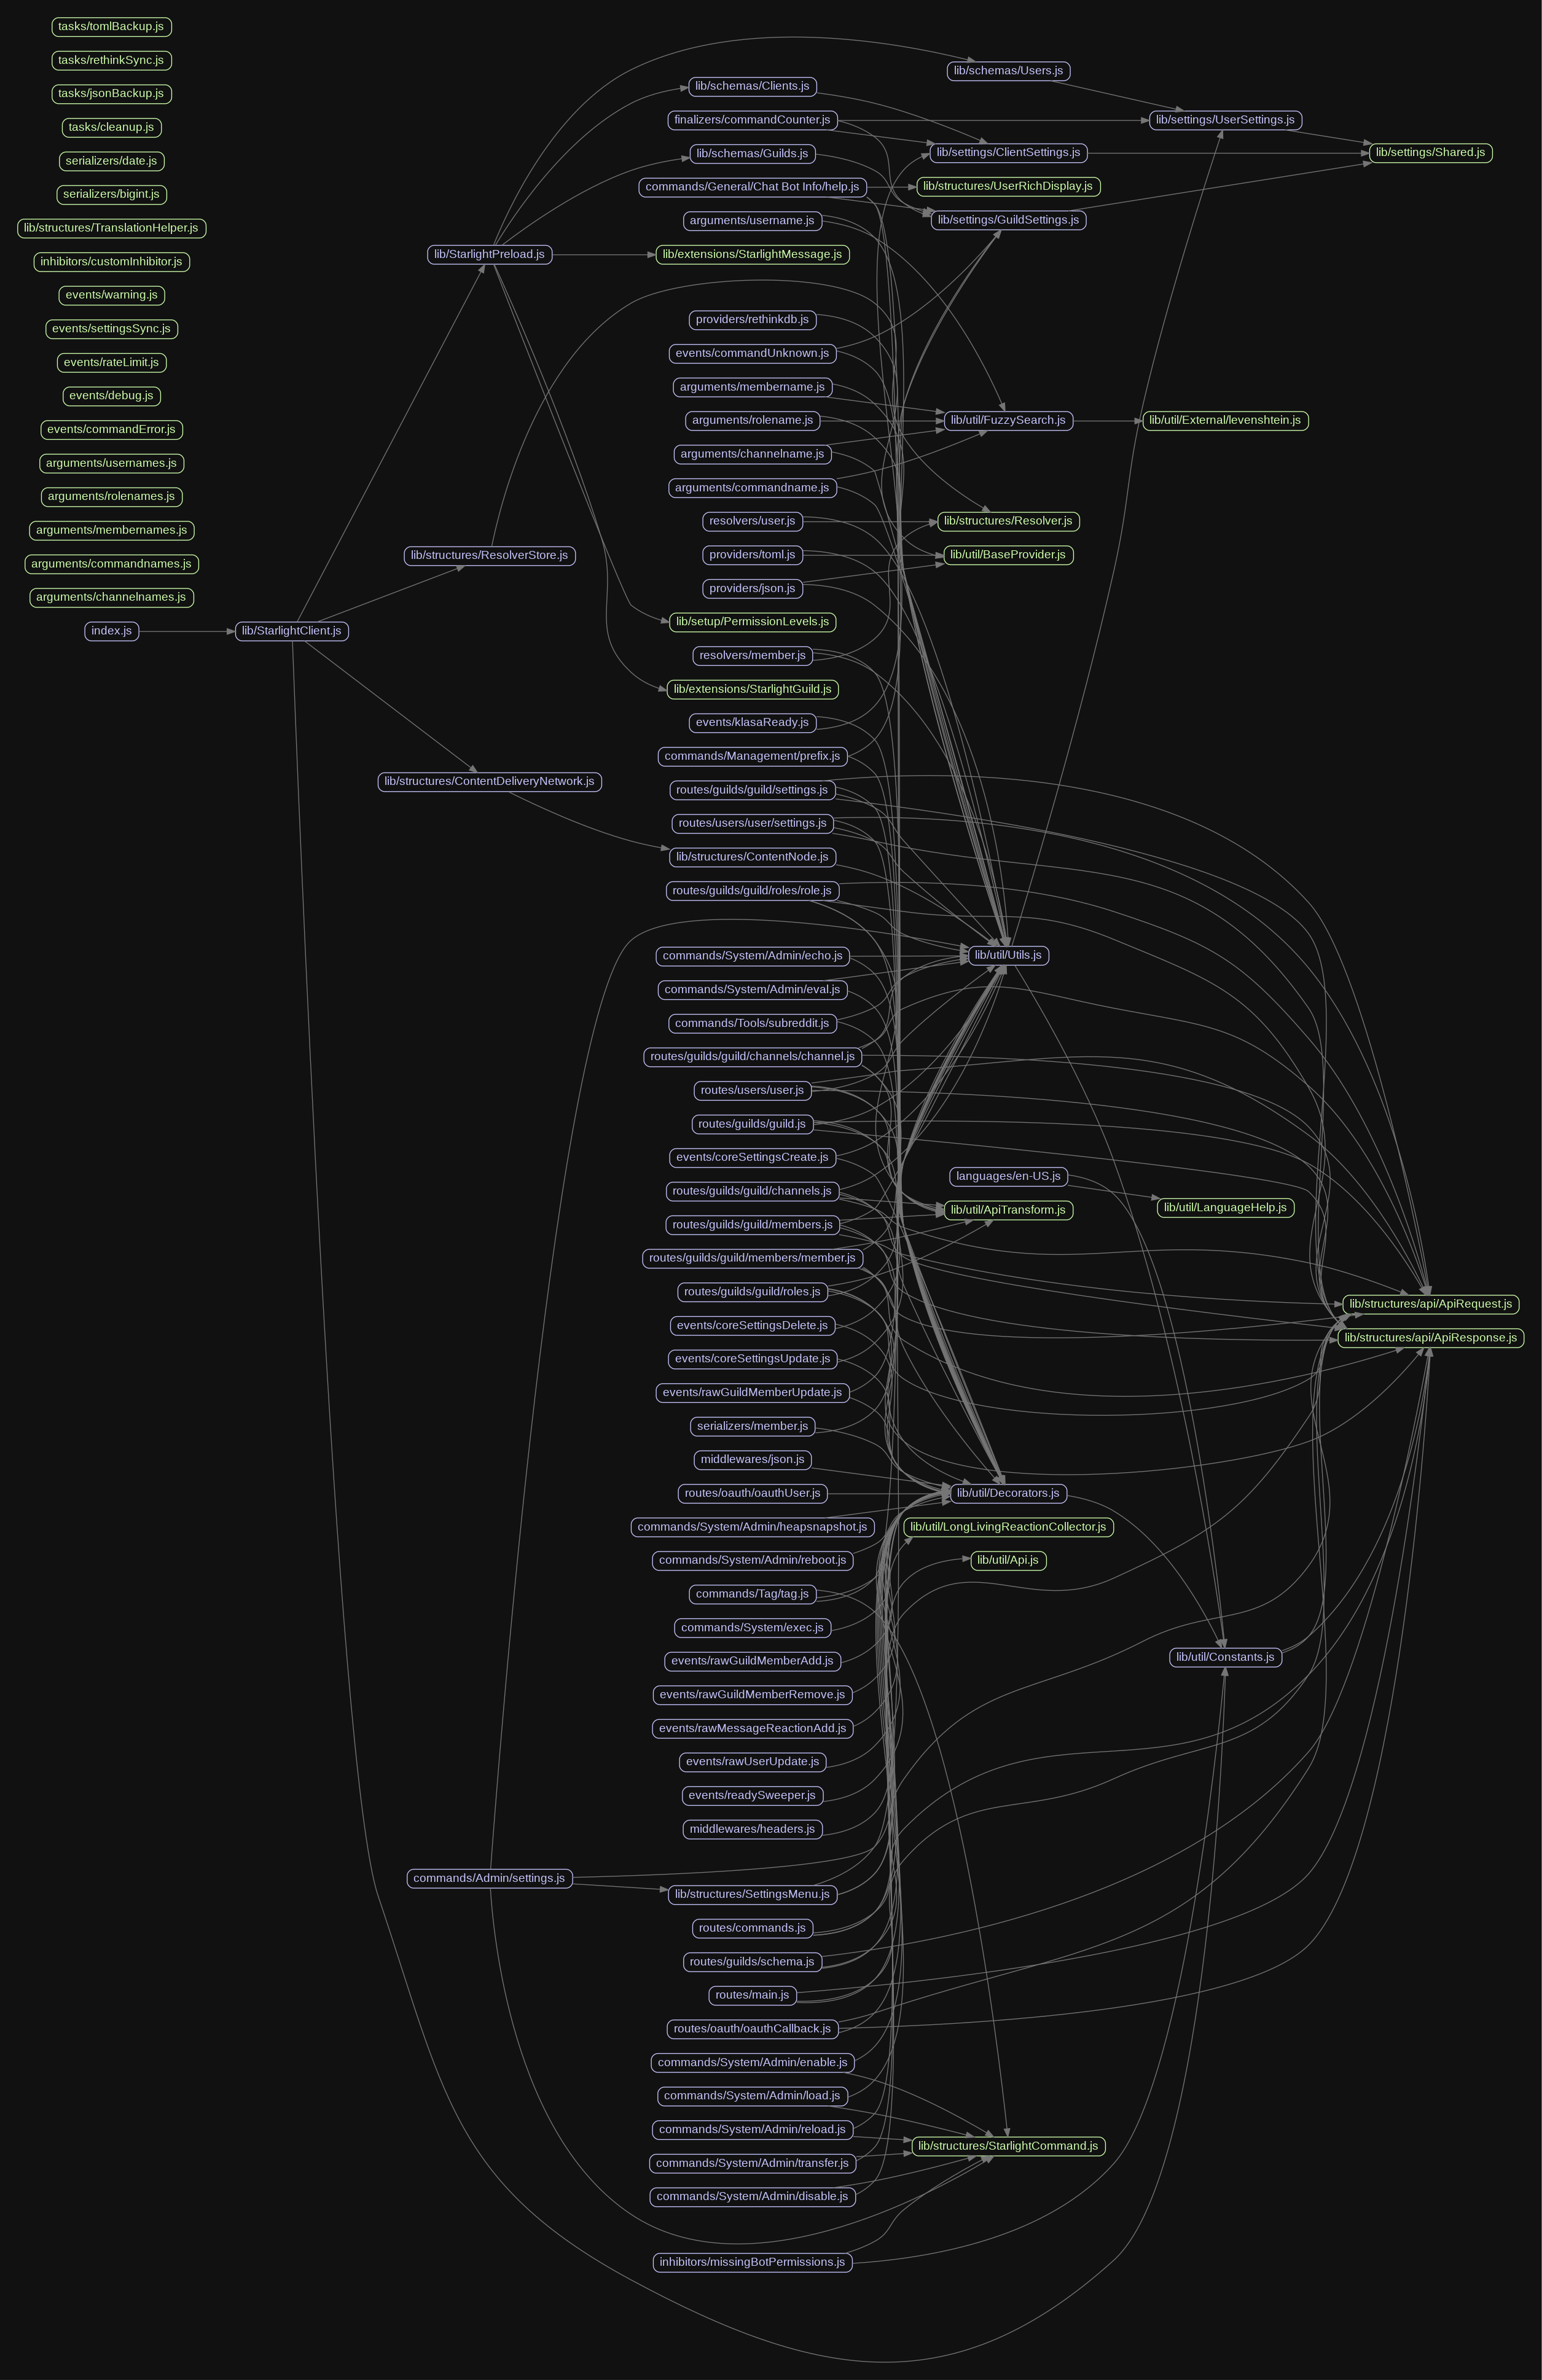 tasks/tomlBackup.js
tasks/rethinkSync.js
tasks/jsonBackup.js
tasks/cleanup.js
serializers/date.js
serializers/bigint.js
lib/structures/TranslationHelper.js
inhibitors/customInhibitor.js
events/warning.js
events/settingsSync.js
events/rateLimit.js
events/debug.js
events/commandError.js
arguments/usernames.js
arguments/rolenames.js
arguments/membernames.js
arguments/commandnames.js
arguments/channelnames.js
index.js
lib/StarlightClient.js
lib/StarlightPreload.js
lib/structures/ResolverStore.js
lib/structures/ContentDeliveryNetwork.js
commands/Admin/settings.js
lib/schemas/Clients.js
finalizers/commandCounter.js
lib/schemas/Guilds.js
commands/General/Chat Bot Info/help.js
arguments/username.js
lib/extensions/StarlightMessage.js
providers/rethinkdb.js
events/commandUnknown.js
arguments/membername.js
arguments/rolename.js
arguments/channelname.js
arguments/commandname.js
resolvers/user.js
providers/toml.js
providers/json.js
lib/setup/PermissionLevels.js
resolvers/member.js
lib/extensions/StarlightGuild.js
events/klasaReady.js
commands/Management/prefix.js
routes/guilds/guild/settings.js
routes/users/user/settings.js
lib/structures/ContentNode.js
routes/guilds/guild/roles/role.js
commands/System/Admin/echo.js
commands/System/Admin/eval.js
commands/Tools/subreddit.js
routes/guilds/guild/channels/channel.js
routes/users/user.js
routes/guilds/guild.js
events/coreSettingsCreate.js
routes/guilds/guild/channels.js
routes/guilds/guild/members.js
routes/guilds/guild/members/member.js
routes/guilds/guild/roles.js
events/coreSettingsDelete.js
events/coreSettingsUpdate.js
events/rawGuildMemberUpdate.js
serializers/member.js
middlewares/json.js
routes/oauth/oauthUser.js
commands/System/Admin/heapsnapshot.js
commands/System/Admin/reboot.js
commands/Tag/tag.js
commands/System/exec.js
events/rawGuildMemberAdd.js
events/rawGuildMemberRemove.js
events/rawMessageReactionAdd.js
events/rawUserUpdate.js
events/readySweeper.js
middlewares/headers.js
lib/structures/SettingsMenu.js
routes/commands.js
routes/guilds/schema.js
routes/main.js
routes/oauth/oauthCallback.js
commands/System/Admin/enable.js
commands/System/Admin/load.js
commands/System/Admin/reload.js
commands/System/Admin/transfer.js
commands/System/Admin/disable.js
inhibitors/missingBotPermissions.js
lib/schemas/Users.js
lib/settings/ClientSettings.js
lib/structures/UserRichDisplay.js
lib/settings/GuildSettings.js
lib/util/FuzzySearch.js
lib/structures/Resolver.js
lib/util/BaseProvider.js
lib/util/Utils.js
languages/en-US.js
lib/util/ApiTransform.js
lib/util/Decorators.js
lib/util/LongLivingReactionCollector.js
lib/util/Api.js
lib/structures/StarlightCommand.js
lib/settings/UserSettings.js
lib/util/External/levenshtein.js
lib/util/LanguageHelp.js
lib/util/Constants.js
lib/settings/Shared.js
lib/structures/api/ApiRequest.js
lib/structures/api/ApiResponse.js